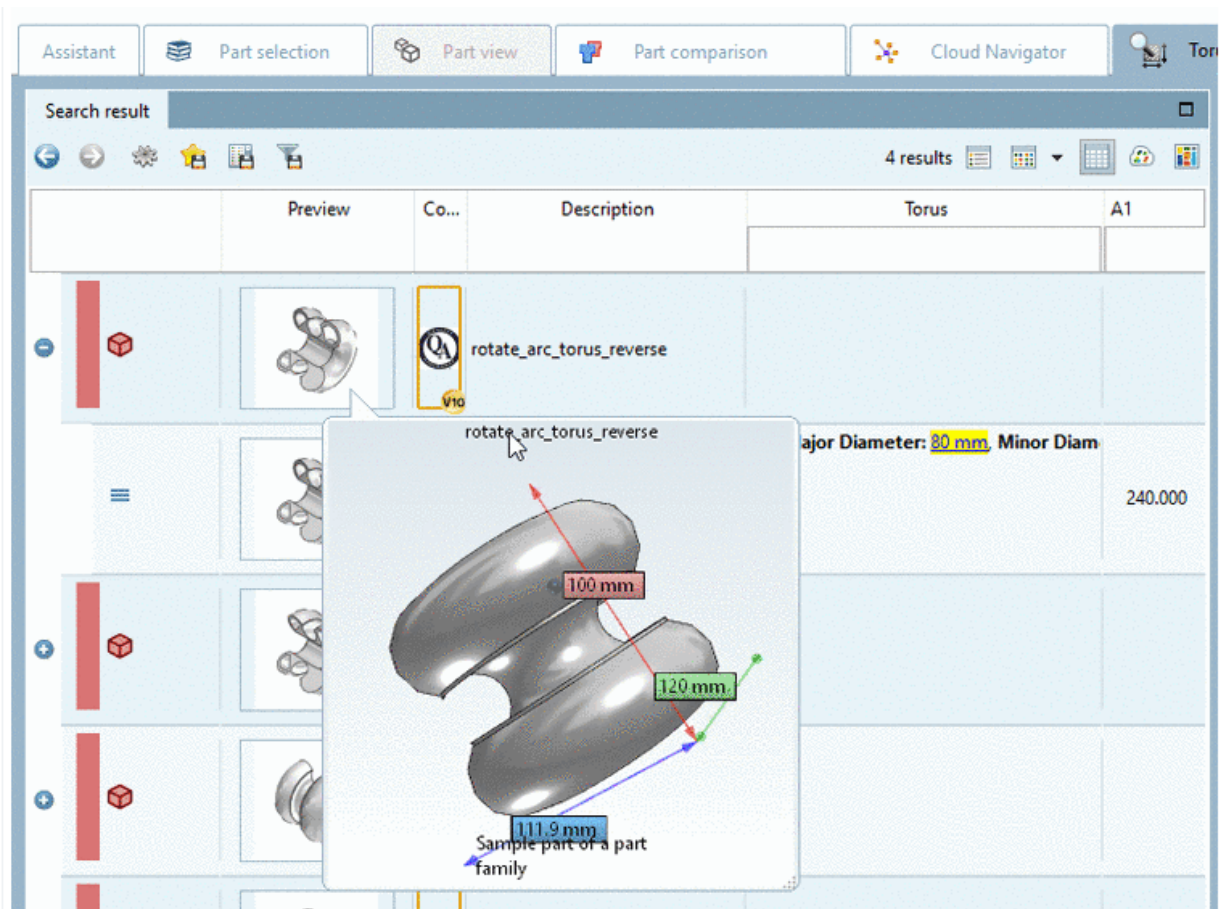 Assistant
Part selection
Part view
Part comparison
Cloud Navigator
Search result
4 results
Preview
Co...
Description
Torus
A1
QA
V10
rotate_arc_torus_reverse
rotate_arc_torus_reverse
ajor Diameter: 80 mm, Minor Diam
240.000
100 mm
120 mm
111.9 mm
Sample part of a part
family